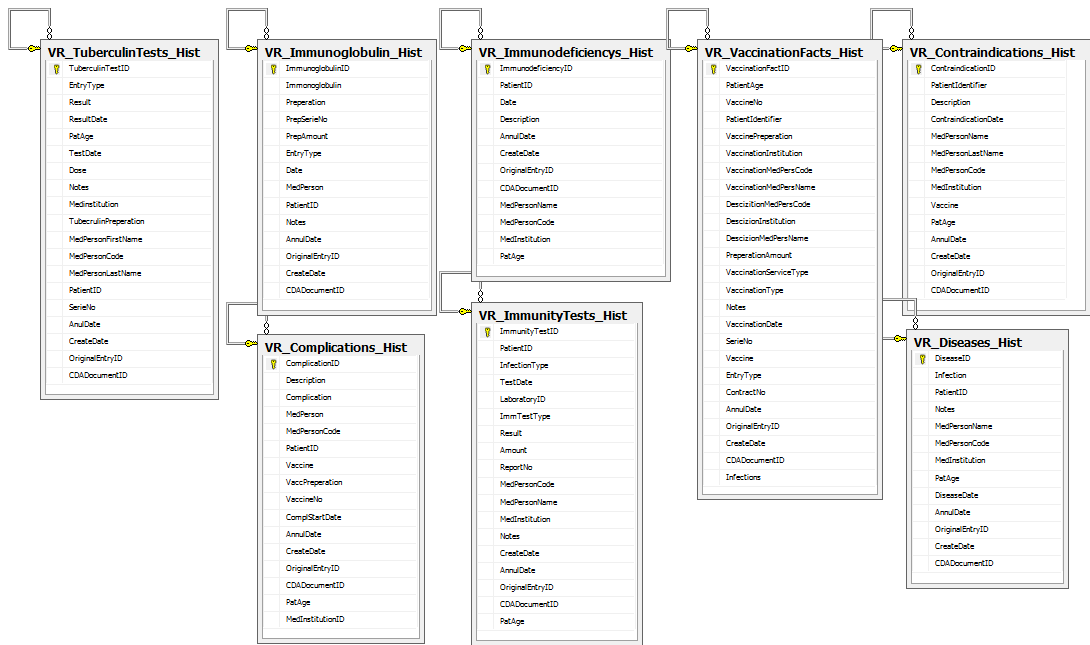 VR_TuberculinTests_Hist
TuberculinTestID
EntryType
Result
ResultDate
PatAge
TestDate
Dose
Notes
Medinstitution
TubecrulinPreperation
MedPersonFirstName
MedPersonCode
MedPersonLastName
PatientID
SerieNo
AnulDate
CreateDate
OriginalEntryID
CDADocumentID
VR_Immunoglobulin_Hist
ImmunoglobulinID
Immonoglobulin
Preperation
PrepSerieNo
PrepAmount
EntryType
Date
MedPerson
PatientID
Notes
AnnulDate
OriginalEntryID
CreateDate
CDADocumentID
VR_Complications_Hist
ComplicationID
Description
Complication
MedPerson
MedPersonCode
PatientID
Vaccine
VaccPreperation
VaccineNo
ComplStartDate
AnnulDate
CreateDate
OriginalEntryID
CDADocumentID
PatAge
MedInstitutionID
VR_Immunodeficiencys_Hist
ImmunodeficiencyID
PatientID
Date
Description
AnnulDate
CreateDate
OriginalEntryID
CDADocumentID
MedPersonName
MedPersonCode
MedInstitution
PatAge
VR_ImmunityTests_Hist
ImmunityTestID
PatientID
InfectionType
TestDate
LaboratoryID
ImmTestType
Result
Amount
ReportNo
MedPersonCode
MedPersonName
MedInstitution
Notes
CreateDate
AnnulDate
OriginalEntryID
CDADocumentID
PatAge
VR_VaccinationFacts_Hist
VaccinationFactID
PatientAge
VaccineNo
PatientIdentifier
VaccinePreperation
VaccinationInstitution
VaccinationMedPersCode
VaccinationMedPersName
DescizitionMedPersCode
DescizionInstitution
DescizionMedPersName
PreperationAmount
VaccinationServiceType
VaccinationType
Notes
VaccinationDate
SerieNo
Vaccine
EntryType
ContractNo
AnnulDate
OriginalEntryID
CreateDate
CDADocumentID
Infections
VR_Contraindications_Hist
ContraindicationID
PatientIdentifier
Description
ContraindicationDate
MedPersonName
MedPersonLastName
MedPersonCode
MedInstitution
Vaccine
PatAge
AnnulDate
CreateDate
OriginalEntryID
CDADocumentID
VR_Diseases_Hist
DiseaseID
Infection
PatientID
Notes
MedPersonName
MedPersonCode
MedInstitution
PatAge
DiseaseDate
AnnulDate
OriginalEntryID
CreateDate
CDADocumentID